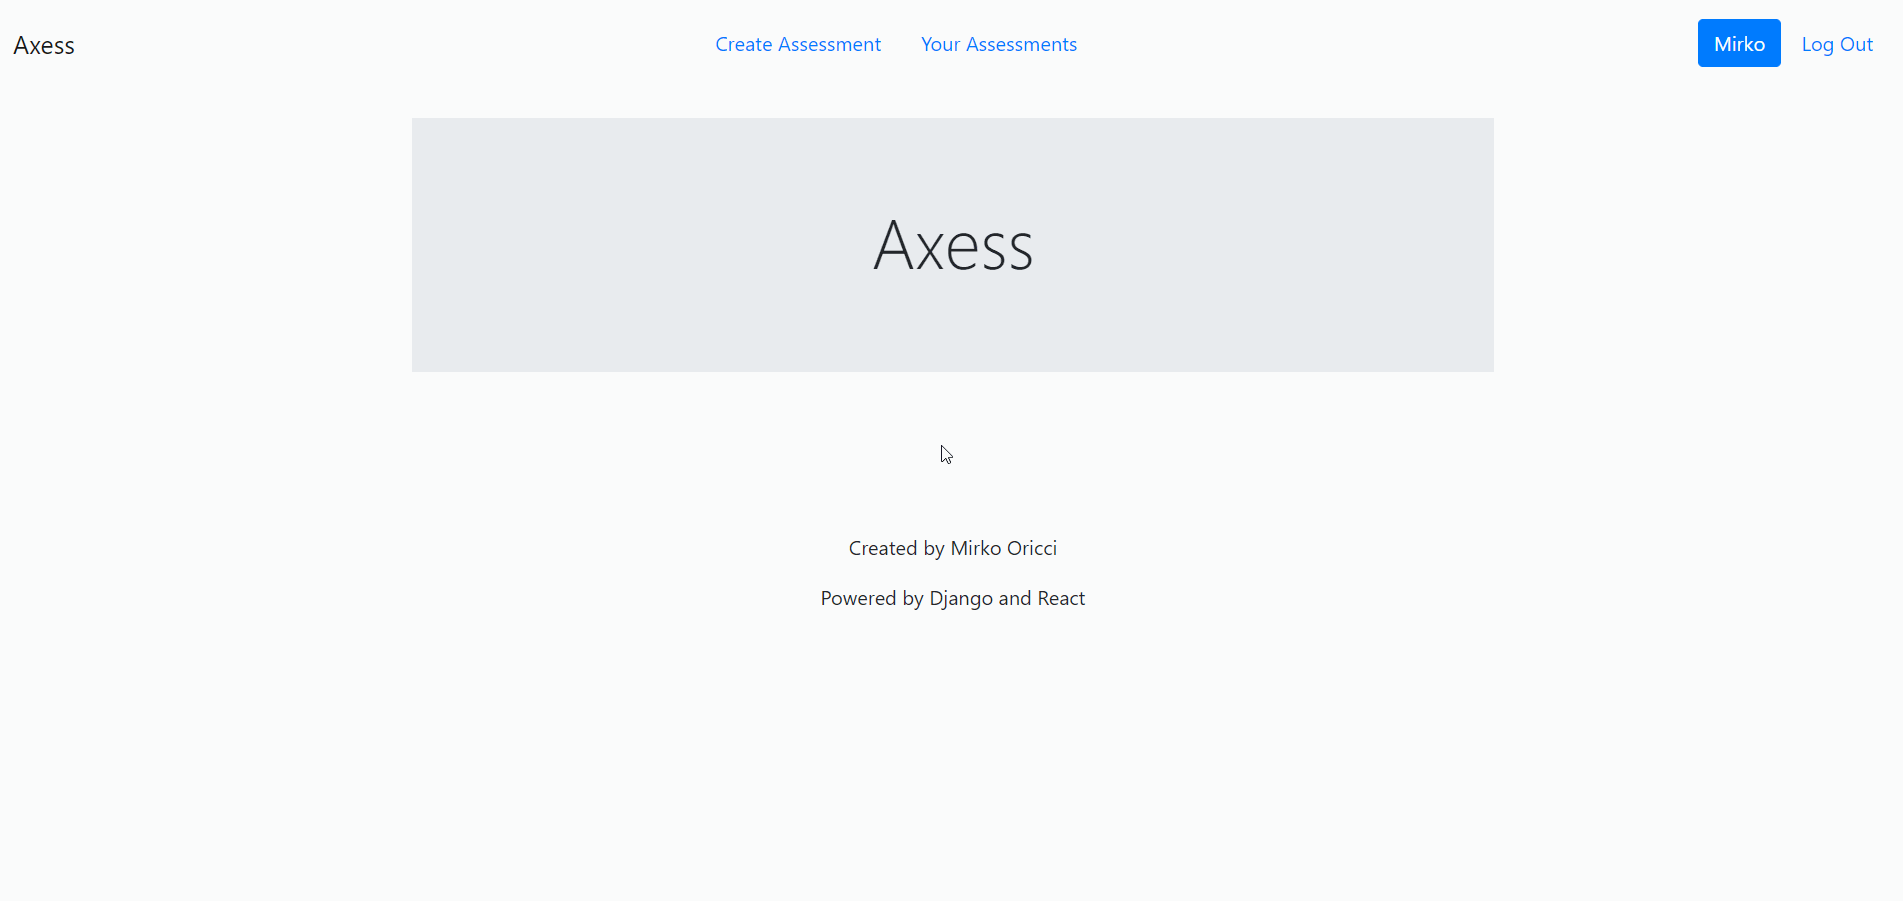 Axess Create Assessment Your Assessments Mirko Log Out
Axess
Created by Mirko Oricci
Powered by Django and React